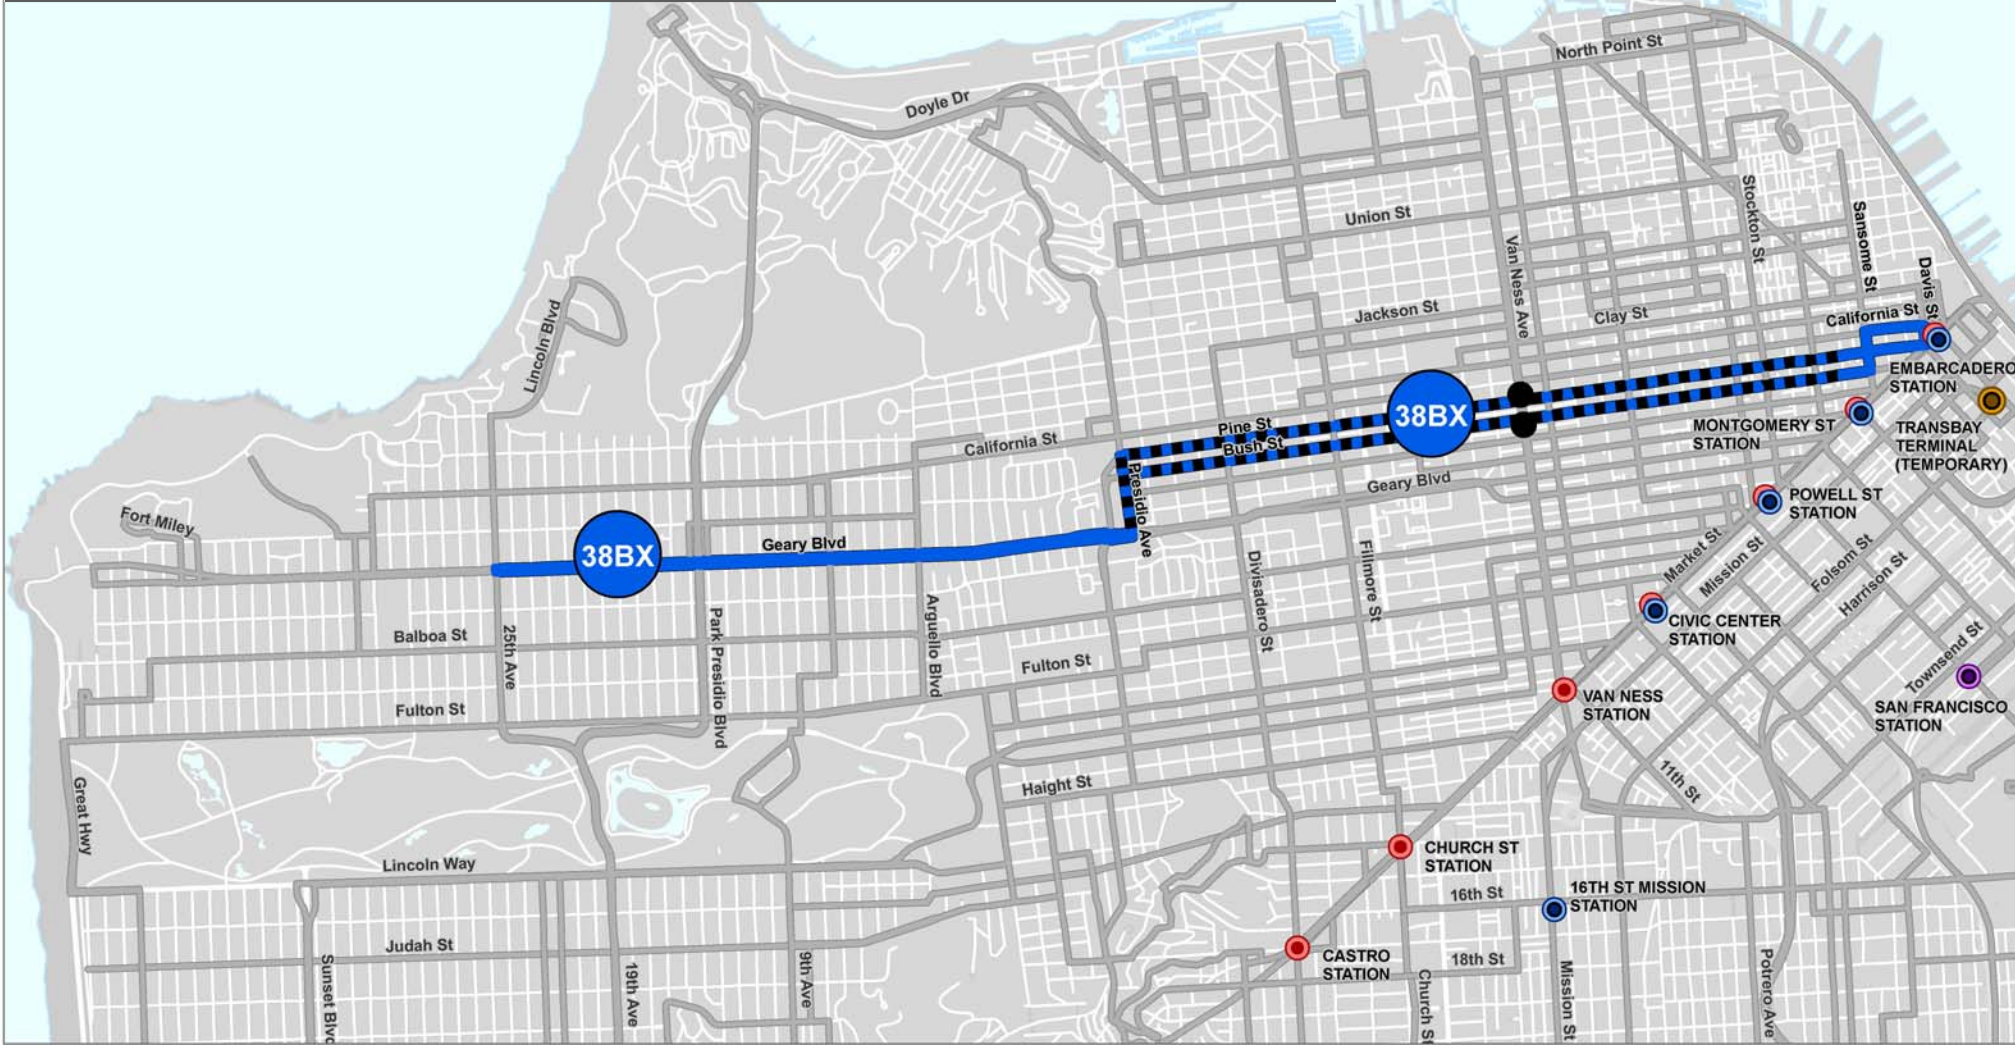 North Point St
Doyle Dr
Stockton St
Union St
Sansome St
Van Ness Ave
Davis St
Lincoln Blvd
Jackson St
Clay St
California St
EMBARCADERO
STATION
38BX
Pine St
Bush St
California St
MONTGOMERY ST
STATION
TRANSBAY
TERMINAL
(TEMPORARY)
Presidio Ave
Geary Blvd
POWELL ST
STATION
Fort Miley
38BX
Geary Blvd
Market St
Mission St
Folsom St
Harrison St
Divisadero St
Fillmore St
Arguello Blvd
Park Presidio Blvd
25th Ave
Balboa St
CIVIC CENTER
STATION
Townsend St
Fulton St
Fulton St
VAN NESS
STATION
SAN FRANCISCO
STATION
Great Hwy
Haight St
11th St
Lincoln Way
CHURCH ST
STATION
16th St
16TH ST MISSION
STATION
Judah St
CASTRO
STATION
18th St
Sunset Blvd
19th Ave
9th Ave
Church St
Mission St
Potrero Ave